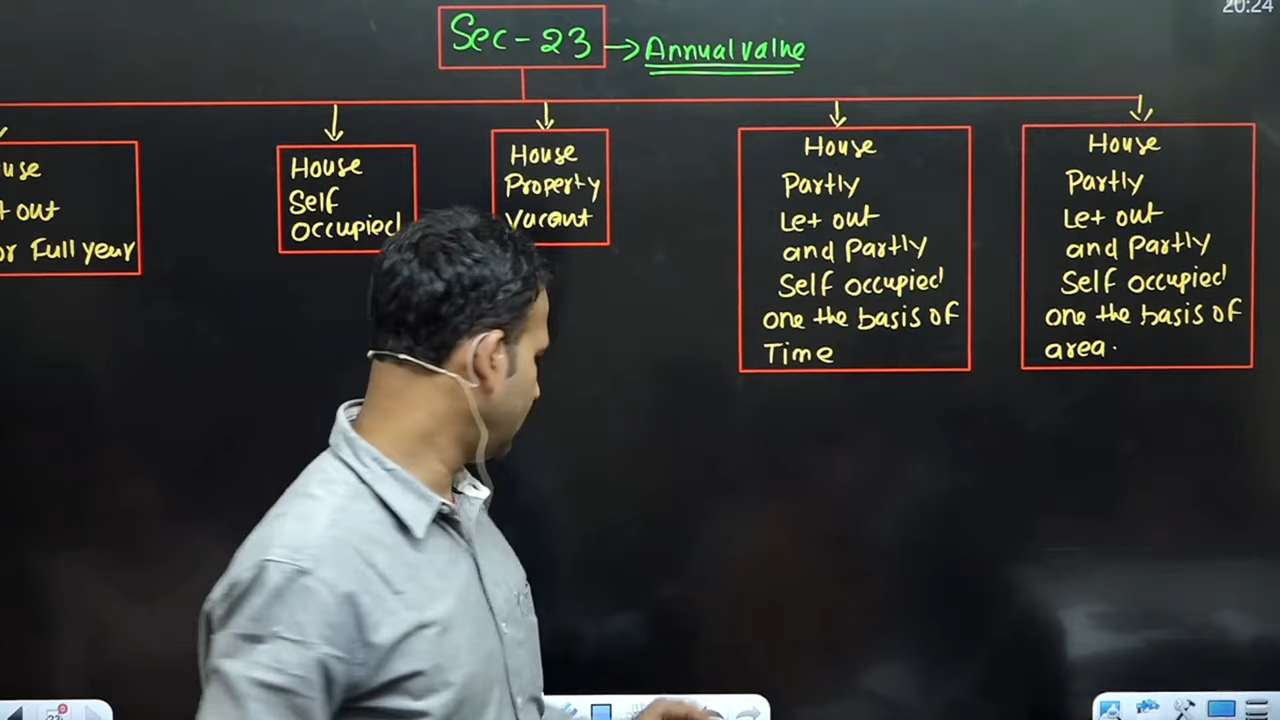 20:24
Sec-23 → Annual value
use
t out
or Full year
House
Self
occupied
House
Property
vacant
House
Partly
Let out
and Partly
Self occupied
one the basis of
Time
House
Partly
Let out
and Partly
Self occupied
one the basis of
area.